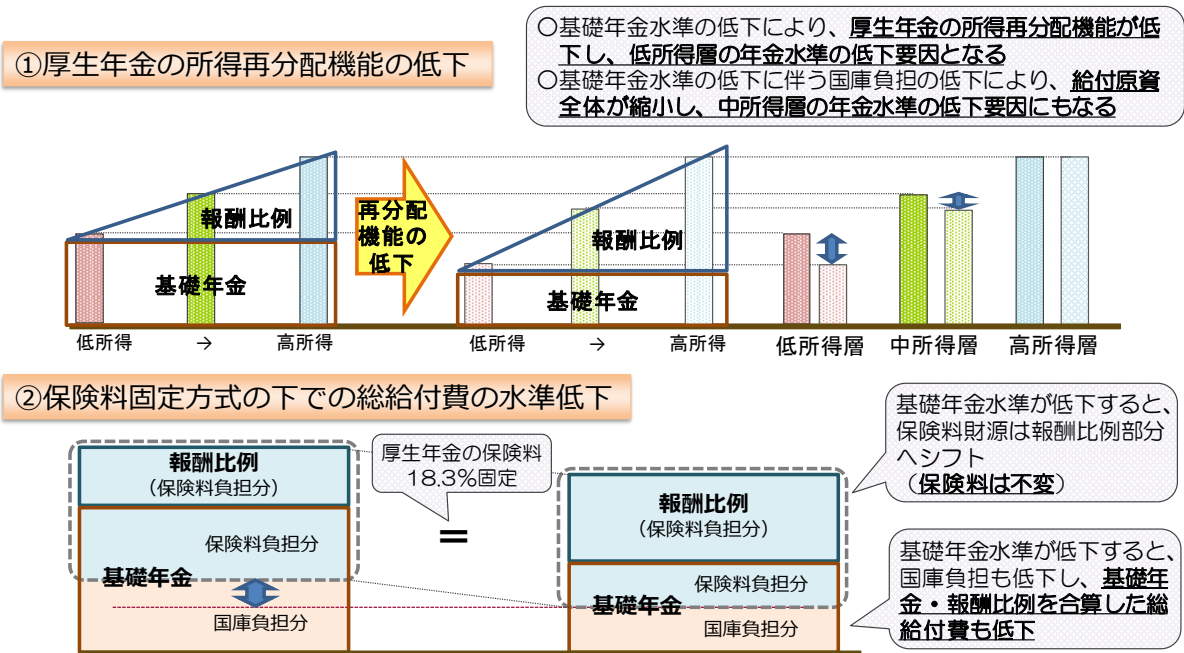 ①厚生年金の所得再分配機能の低下
○基礎年金水準の低下により、厚生年金の所得再分配機能が低
下し、低所得層の年金水準の低下要因となる
○基礎年金水準の低下に伴う国庫負担の低下により、給付原資
全体が縮小し、中所得層の年金水準の低下要因にもなる
報酬比例
基礎年金
低所得
→
高所得
再分配
機能の
低下
報酬比例
基礎年金
低所得
→
高所得
低所得層
中所得層
高所得層
②保険料固定方式の下での総給付費の水準低下
報酬比例
（保険料負担分）
保険料負担分
基礎年金
国庫負担分
厚生年金の保険料
18.3%固定
＝
報酬比例
（保険料負担分）
保険料負担分
基礎年金
国庫負担分
基礎年金水準が低下すると、
保険料財源は報酬比例部分
へシフト
（保険料は不変）
基礎年金水準が低下すると、
国庫負担も低下し、基礎年
金・報酬比例を合算した総
給付費も低下